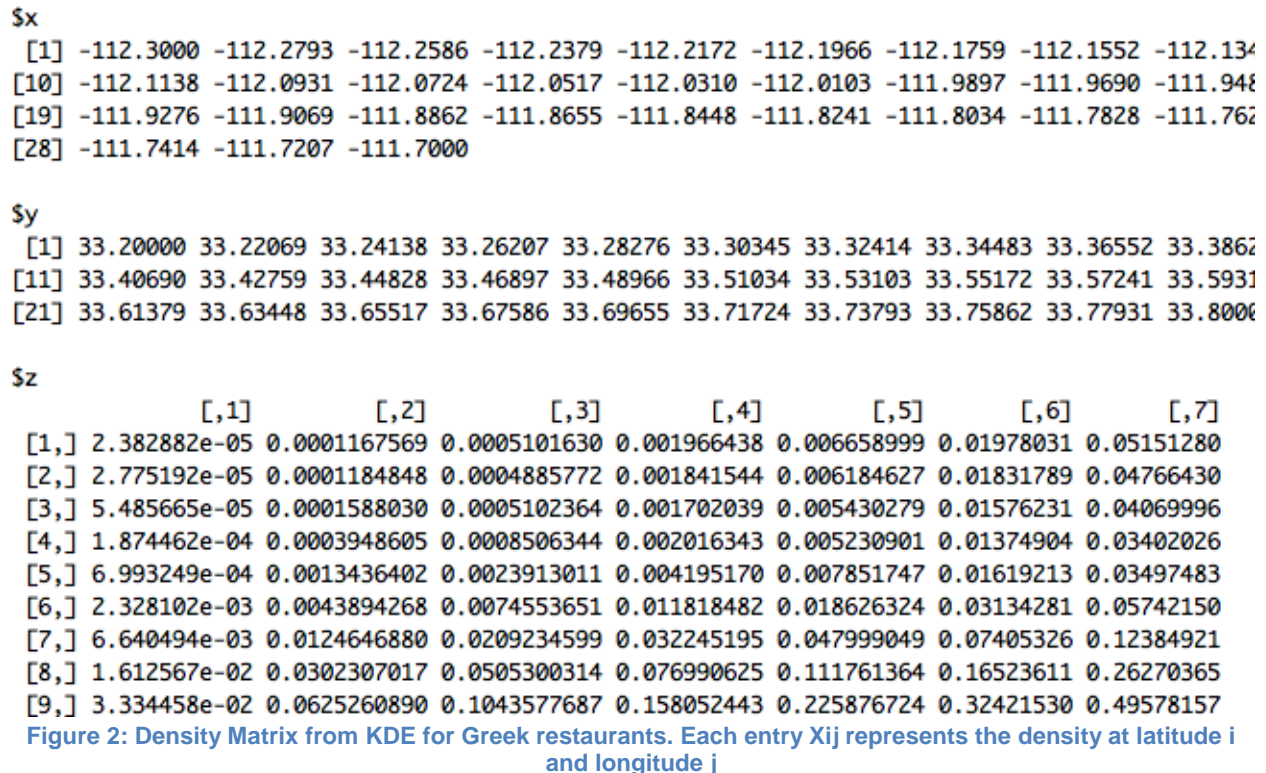 $x
[1] -112.3000 -112.2793 -112.2586 -112.2379 -112.2172 -112.1966 -112.1759 -112.1552 -112.134
[10] -112.1138 -112.0931 -112.0724 -112.0517 -112.0310 -112.0103 -111.9897 -111.9690 -111.948
[19] -111.9276 -111.9069 -111.8862 -111.8655 -111.8448 -111.8241 -111.8034 -111.7828 -111.762
[28] -111.7414 -111.7207 -111.7000
$y
[1] 33.20000 33.22069 33.24138 33.26207 33.28276 33.30345 33.32414 33.34483 33.36552 33.3862
[11] 33.40690 33.42759 33.44828 33.46897 33.48966 33.51034 33.53103 33.55172 33.57241 33.5931
[21] 33.61379 33.63448 33.65517 33.67586 33.69655 33.71724 33.73793 33.75862 33.77931 33.8000
$z
[,1] [,2] [,3] [,4] [,5] [,6] [,7]
[1,] 2.382882e-05 0.0001167569 0.0005101630 0.001966438 0.006658999 0.01978031 0.05151280
[2,] 2.775192e-05 0.0001184848 0.0004885772 0.001841544 0.006184627 0.01831789 0.04766430
[3,] 5.485665e-05 0.0001588030 0.0005102364 0.001702039 0.005430279 0.01576231 0.04069996
[4,] 1.874462e-04 0.0003948605 0.0008506344 0.002016343 0.005230901 0.01374904 0.03402026
[5,] 6.993249e-04 0.0013436402 0.0023913011 0.004195170 0.007851747 0.01619213 0.03497483
[6,] 2.328102e-03 0.0043894268 0.0074553651 0.011818482 0.018626324 0.03134281 0.05742150
[7,] 6.640494e-03 0.0124646880 0.0209234599 0.032245195 0.047999049 0.07405326 0.12384921
[8,] 1.612567e-02 0.0302307017 0.0505300314 0.076990625 0.111761364 0.16523611 0.26270365
[9,] 3.334458e-02 0.0625260890 0.1043577687 0.158052443 0.225876724 0.32421530 0.49578157
Figure 2: Density Matrix from KDE for Greek restaurants. Each entry Xij represents the density at latitude i
and longitude j